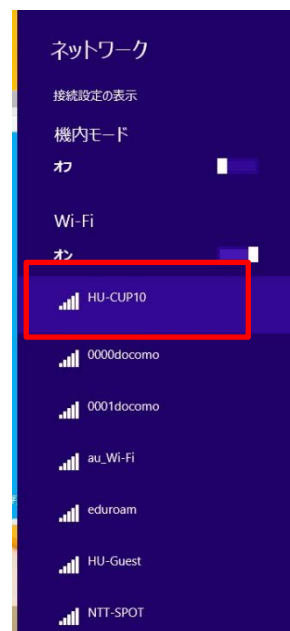 ネットワーク
接続設定の表示
機内モード
オフ
Wi-Fi
オン
HU-CUP10
0000docomo
0001docomo
au_Wi-Fi
eduroam
HU-Guest
NTT-SPOT